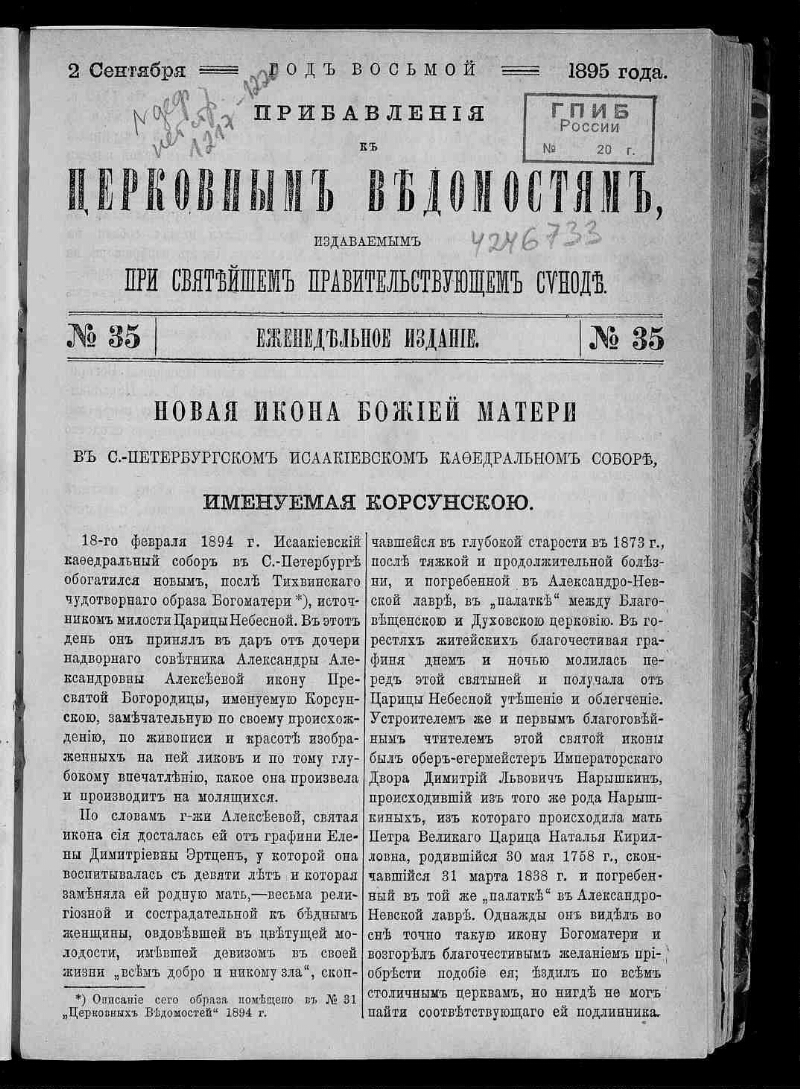 2 Сентября
ГОДЪ ВОСЬМОЙ
1895 года.
ПРИБАВЛЕНІЯ
КЪ
ЦЕРКОВНЫМЪ ВѢДОМОСТЯМЪ,
ИЗДАВАЕМЫМЪ
ПРИ СВЯТѢЙШЕМЪ ПРАВИТЕЛЬСТВУЮЩЕМЪ СѴНОДѢ.
ГПИБ
России
№ 20 г.
4246733
№ 35
ЕЖЕНЕДѢЛЬНОЕ ИЗДАНІЕ.
№ 35
НОВАЯ ИКОНА БОЖІЕЙ МАТЕРИ
ВЪ С.-ПЕТЕРБУРГСКОМЪ ИСААКІЕВСКОМЪ КАѲЕДРАЛЬНОМЪ СОБОРѢ,
ИМЕНУЕМАЯ КОРСУНСКОЮ.
18-го февраля 1894 г. Исаакіевскій
каѳедральный соборъ въ С.-Петербургѣ
обогатился новымъ, послѣ Тихвинскаго
чудотворнаго образа Богоматери *), источ-
никомъ милости Царицы Небесной. Въ этотъ
день онъ принялъ въ даръ отъ дочери
надворнаго совѣтника Александры Але-
ксандровны Алексѣевой икону Пре-
святой Богородицы, именуемую Корсун-
скою, замѣчательную по своему происхож-
денію, по живописи и красотѣ изобра-
женныхъ на ней ликовъ и по тому глу-
бокому впечатлѣнію, какое она произвела
и производитъ на молящихся.
По словамъ г-жи Алексѣевой, святая
икона сія досталась ей отъ графини Еле-
ны Димитріевны Эртценъ, у которой она
воспитывалась съ девяти лѣтъ и которая
замѣняла ей родную мать,—весьма рели-
гіозной и сострадательной къ бѣднымъ
женщины, овдовѣвшей въ цвѣтущей мо-
лодости, имѣвшей девизомъ въ своей
жизни „всѣмъ добро и никому зла“, скон-
*) Описаніе сего образа помѣщено въ № 31
„Церковныхъ Вѣдомостей“ 1894 г.
чавшейся въ глубокой старости въ 1873 г.,
послѣ тяжкой и продолжительной болѣз-
ни, и погребенной въ Александро-Нев-
ской лаврѣ, въ „палаткѣ“ между Благо-
вѣщенскою и Духовскою церковію. Въ го-
рестяхъ житейскихъ благочестивая гра-
финя днемъ и ночью молилась пе-
редъ этой святыней и получала отъ
Царицы Небесной утѣшеніе и облегченіе.
Устроителемъ же и первымъ благоговѣй-
нымъ чтителемъ этой святой иконы
былъ оберъ-егермейстеръ Императорскаго
Двора Димитрій Львовичъ Нарышкинъ,
происходившій изъ того же рода Нарыш-
киныхъ, изъ котораго происходила мать
Петра Великаго Царица Наталья Кирил-
ловна, родившійся 30 мая 1758 г., скон-
чавшійся 31 марта 1838 г. и погребен-
ный въ той же „палаткѣ“ въ Александро-
Невской лаврѣ. Однажды онъ видѣлъ во
снѣ точно такую икону Богоматери и
возгорѣлъ благочестивымъ желаніемъ прі-
обрѣсти подобіе ея; ѣздилъ по всѣмъ
столичнымъ церквамъ, но нигдѣ не могъ
найти соотвѣтствующаго ей подлинника.